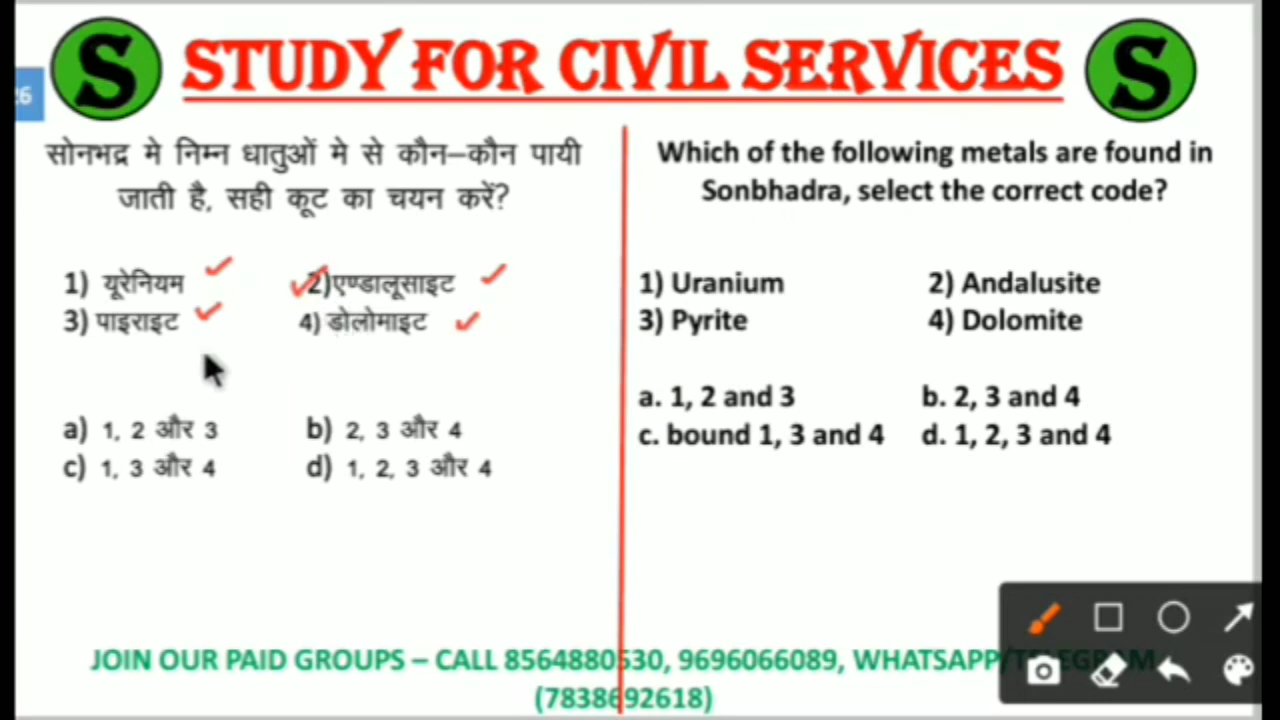 S STUDY FOR CIVIL SERVICES S
26
सोनभद्र मे निम्न धातुओं मे से कौन–कौन पायी
जाती है, सही कूट का चयन करें?
1) यूरेनियम 2)एण्डालूसाइट
3) पाइराइट 4) डोलोमाइट
a) 1, 2 और 3 b) 2, 3 और 4
c) 1, 3 और 4 d) 1, 2, 3 और 4
Which of the following metals are found in
Sonbhadra, select the correct code?
1) Uranium 2) Andalusite
3) Pyrite 4) Dolomite
a. 1, 2 and 3 b. 2, 3 and 4
c. bound 1, 3 and 4 d. 1, 2, 3 and 4
JOIN OUR PAID GROUPS – CALL 8564880530, 9696066089, WHATSAPP/TELEGRAM
(7838692618)